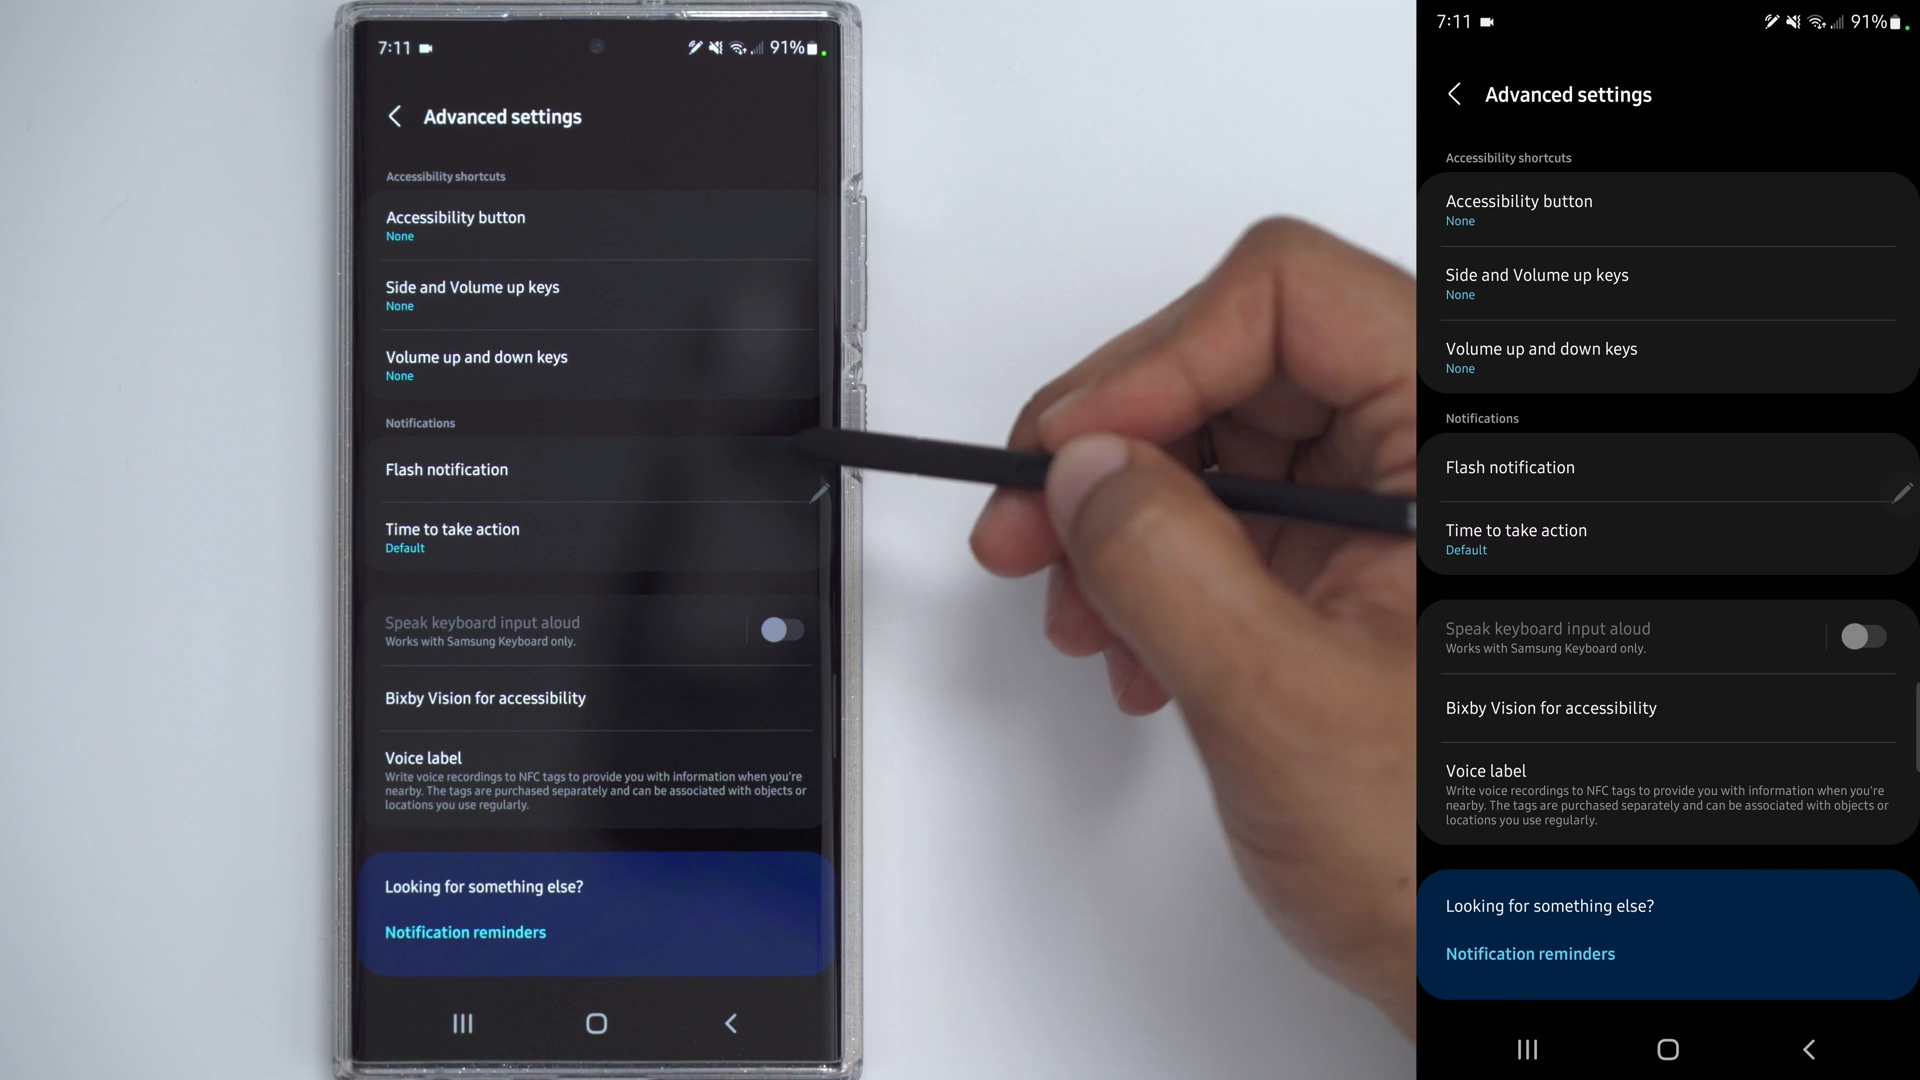 7:11
91%
Advanced settings
Accessibility shortcuts
Accessibility button
None
Side and Volume up keys
None
Volume up and down keys
None
Notifications
Flash notification
Time to take action
Default
Speak keyboard input aloud
Works with Samsung Keyboard only.
Bixby Vision for accessibility
Voice label
Write voice recordings to NFC tags to provide you with information when you're
nearby. The tags are purchased separately and can be associated with objects or
locations you use regularly.
Looking for something else?
Notification reminders
7:11
91%
Advanced settings
Accessibility shortcuts
Accessibility button
None
Side and Volume up keys
None
Volume up and down keys
None
Notifications
Flash notification
Time to take action
Default
Speak keyboard input aloud
Works with Samsung Keyboard only.
Bixby Vision for accessibility
Voice label
Write voice recordings to NFC tags to provide you with information when you're
nearby. The tags are purchased separately and can be associated with objects or
locations you use regularly.
Looking for something else?
Notification reminders